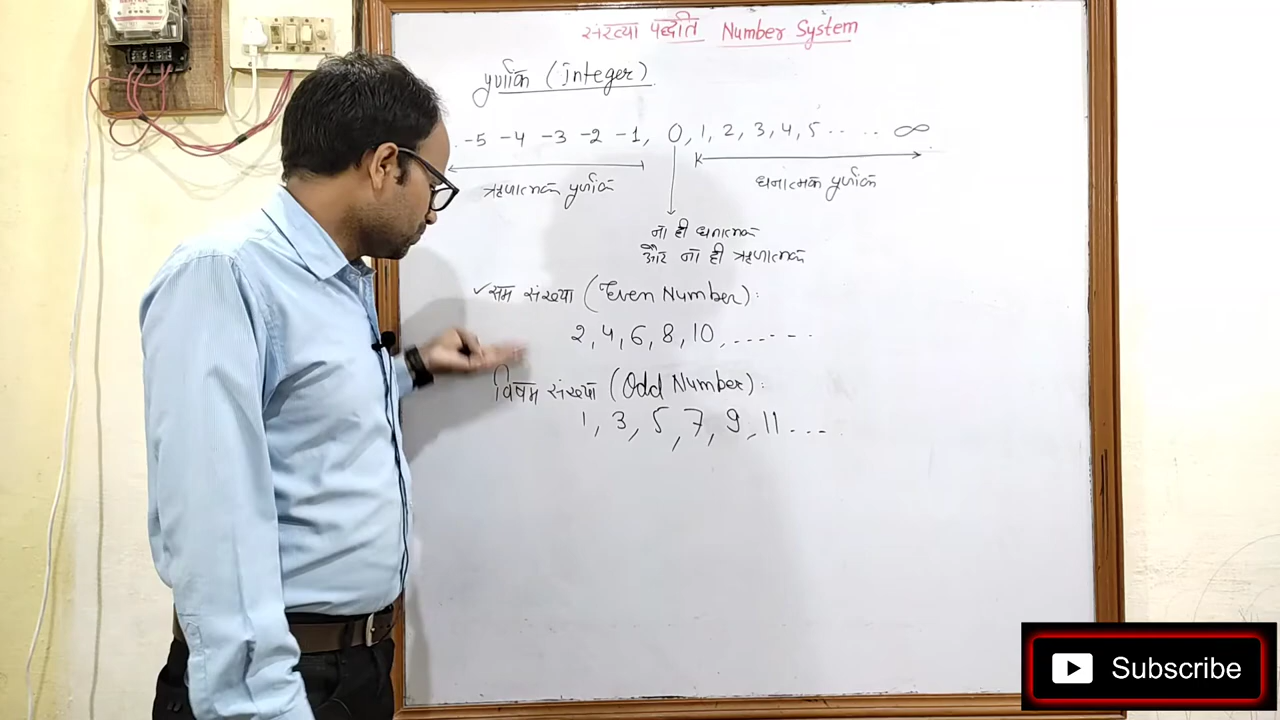 संख्या पद्धति Number System
पूर्णांक (Integer)
-5 -4 -3 -2 -1, 0, 1, 2, 3, 4, 5 ..... ∞
ऋणात्मक पूर्णांक धनात्मक पूर्णांक
ना ही धनात्मक
और ना ही ऋणात्मक
✓सम संख्या (Even Number):
2, 4, 6, 8, 10, .......
विषम संख्या (Odd Number):
1, 3, 5, 7, 9, 11 ....
Subscribe